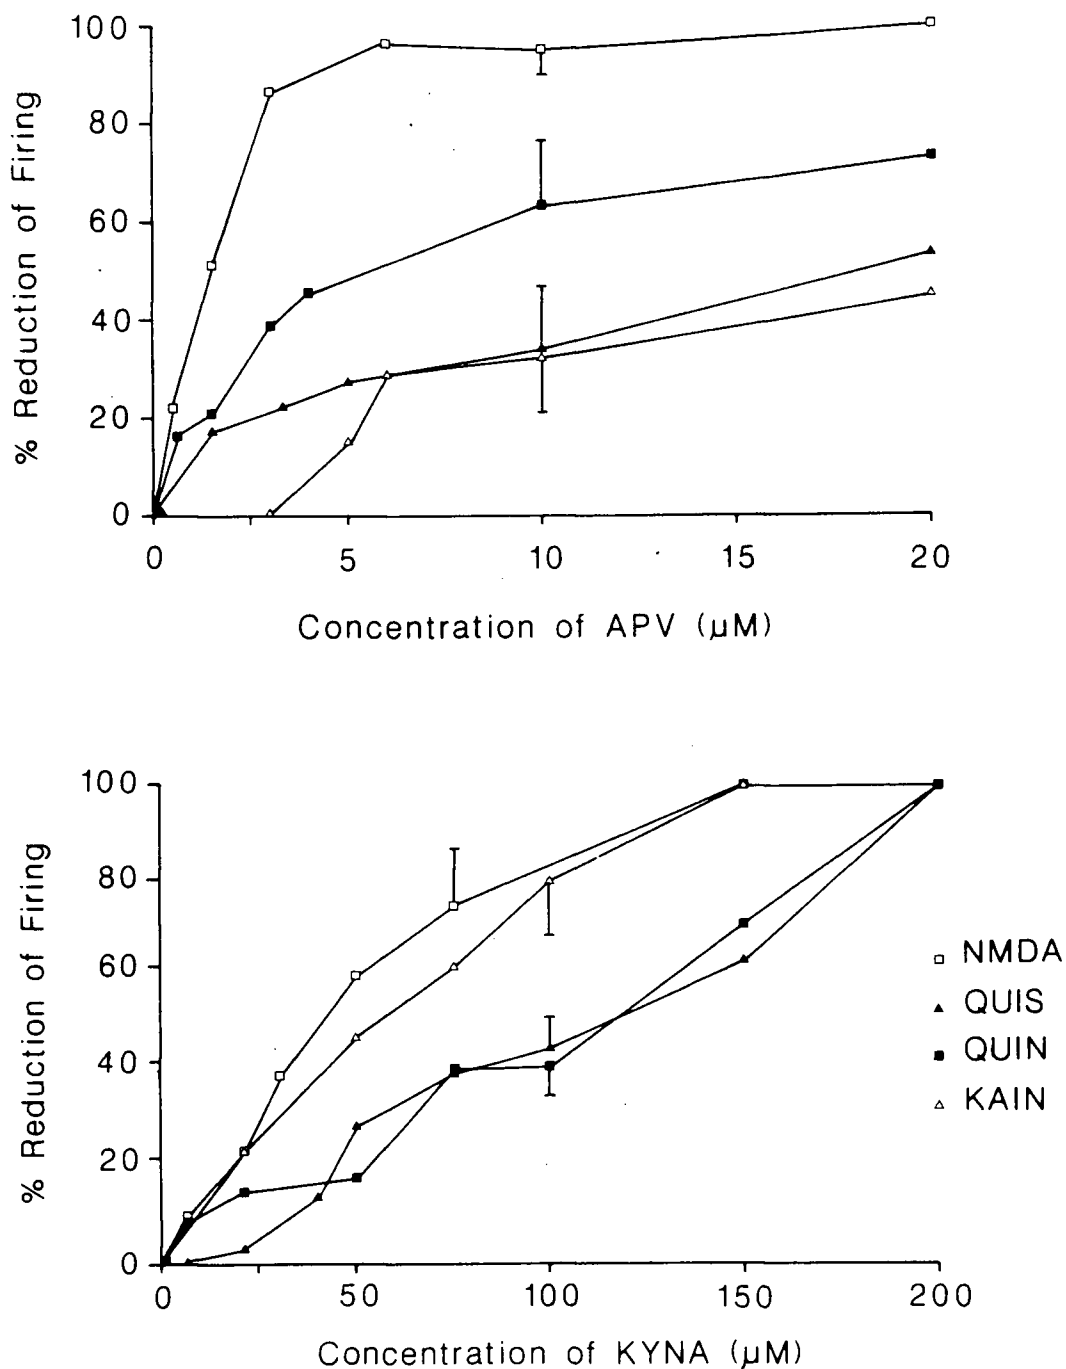 % Reduction of Firing
100
80
60
40
20
0
0 5 10 15 20
Concentration of APV (µM)
% Reduction of Firing
100
80
60
40
20
0
0 50 100 150 200
Concentration of KYNA (µM)
NMDA
QUIS
QUIN
KAIN